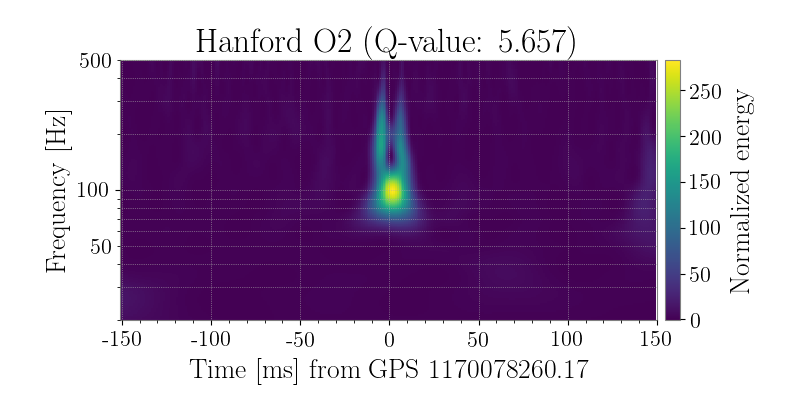 Hanford O2 (Q-value: 5.657)
500
100
50
Frequency [Hz]
-150 -100 -50 0 50 100 150
Time [ms] from GPS 1170078260.17
250
200
150
100
50
0
Normalized energy